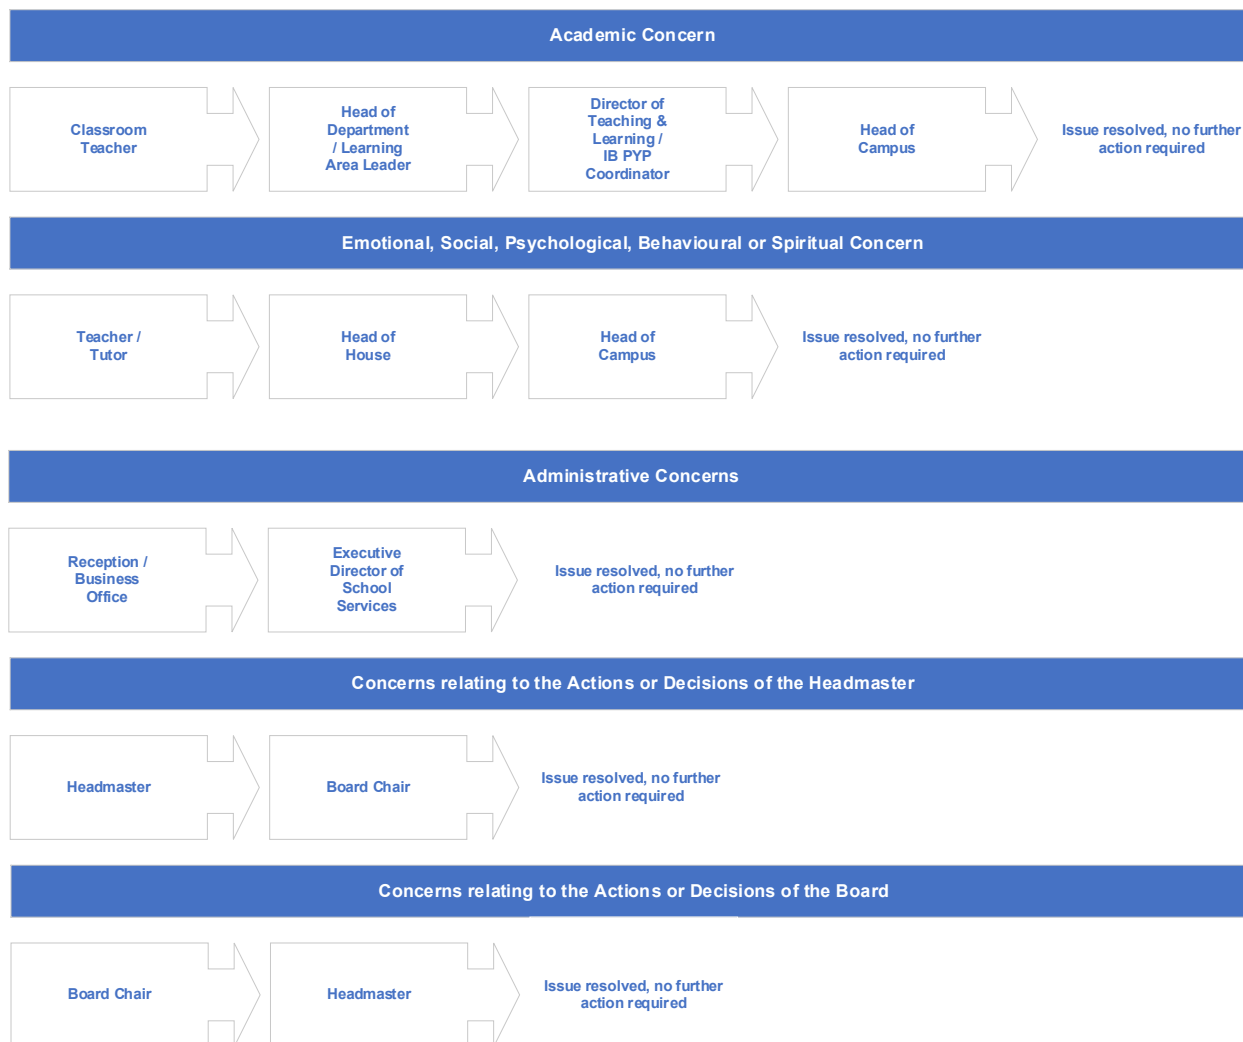 Academic Concern
Classroom
Teacher
Head of
Department
/ Learning
Area Leader
Director of
Teaching &
Learning /
IB PYP
Coordinator
Head of
Campus
Issue resolved, no further
action required
Emotional, Social, Psychological, Behavioural or Spiritual Concern
Teacher /
Tutor
Head of
House
Head of
Campus
Issue resolved, no further
action required
Administrative Concerns
Reception /
Business
Office
Executive
Director of
School
Services
Issue resolved, no further
action required
Concerns relating to the Actions or Decisions of the Headmaster
Headmaster
Board Chair
Issue resolved, no further
action required
Concerns relating to the Actions or Decisions of the Board
Board Chair
Headmaster
Issue resolved, no further
action required